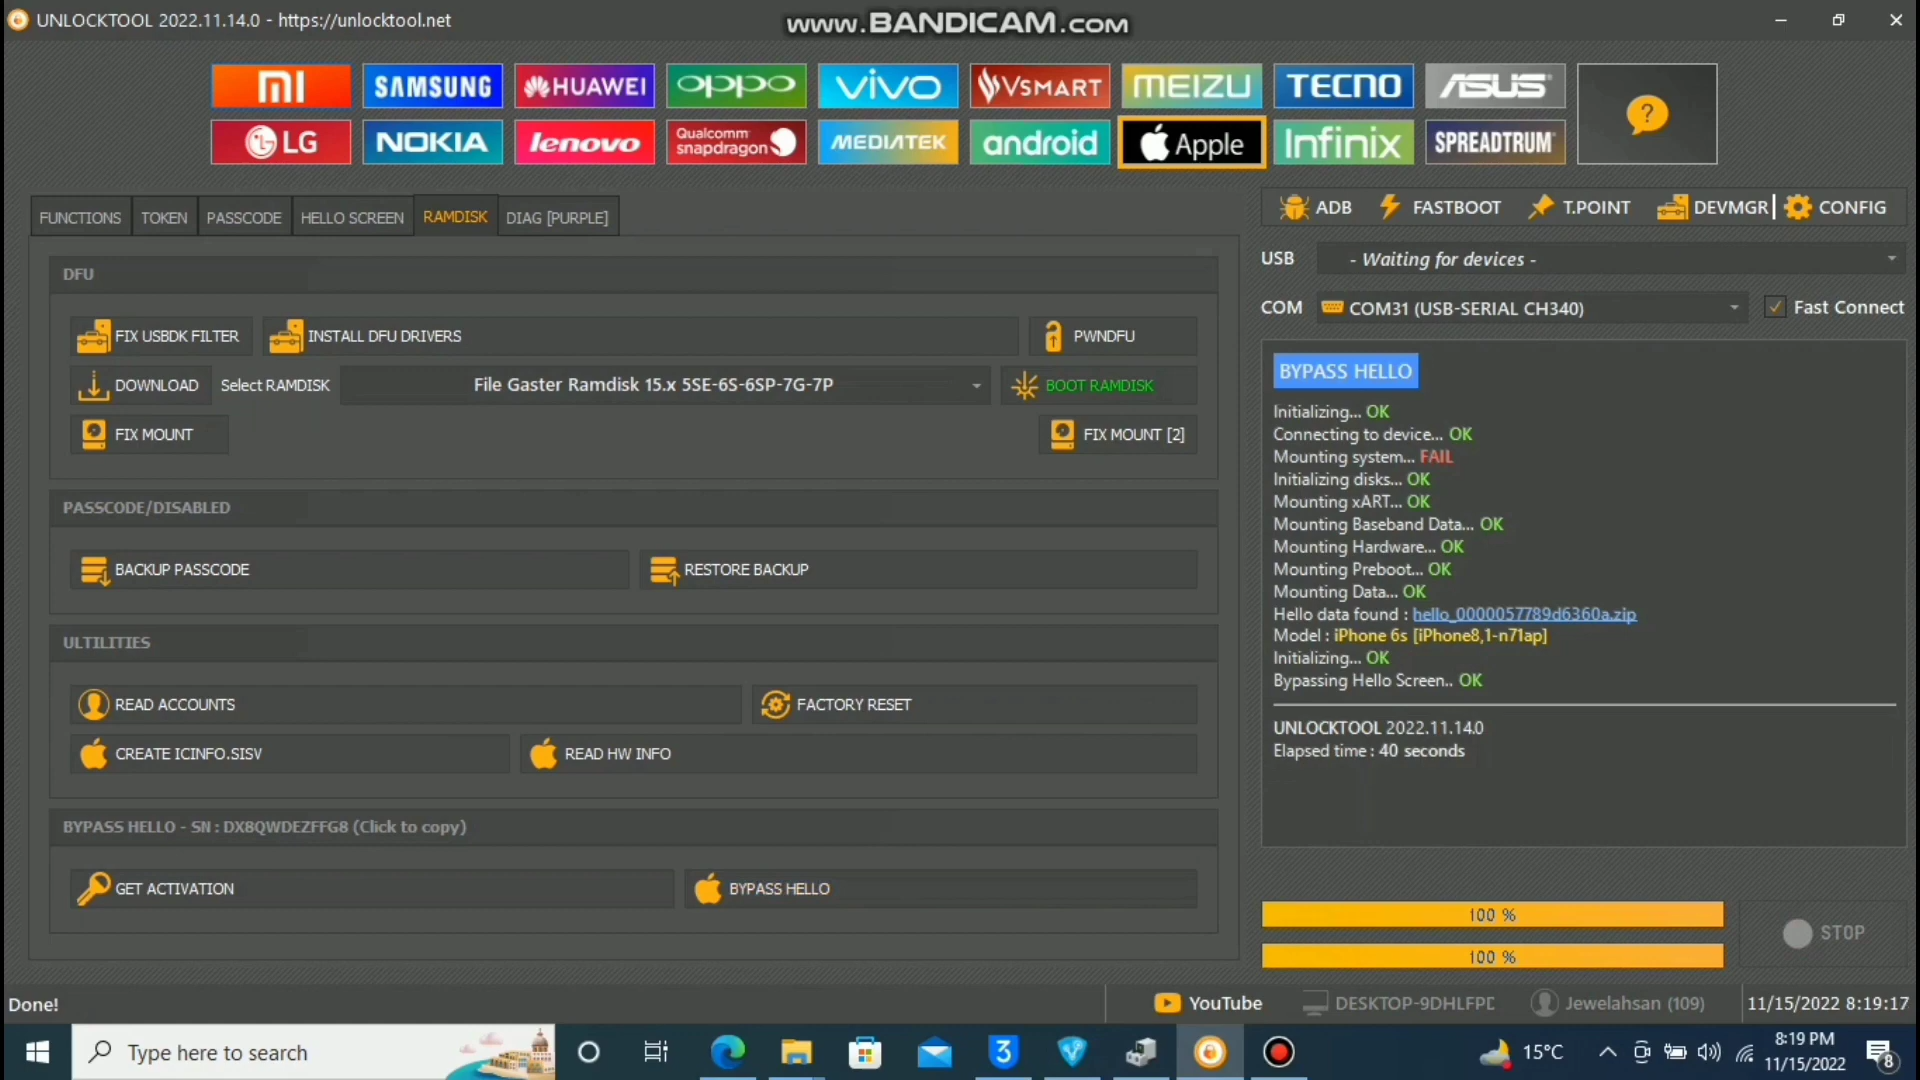 UNLOCKTOOL 2022.11.14.0 - https://unlocktool.net
www.BANDICAM.com
MI SAMSUNG HUAWEI oppo vivo VSMART MEIZU TECNO ASUS ?
LG NOKIA lenovo Qualcomm snapdragon MEDIATEK android Apple Infinix SPREADTRUM
FUNCTIONS TOKEN PASSCODE HELLO SCREEN RAMDISK DIAG [PURPLE]
DFU
FIX USBDK FILTER INSTALL DFU DRIVERS PWNDFU
DOWNLOAD Select RAMDISK File Gaster Ramdisk 15.x 5SE-6S-6SP-7G-7P BOOT RAMDISK
FIX MOUNT FIX MOUNT [2]
PASSCODE/DISABLED
BACKUP PASSCODE RESTORE BACKUP
ULTILITIES
READ ACCOUNTS FACTORY RESET
CREATE ICINFO.SISV READ HW INFO
BYPASS HELLO - SN : DX8QWDEZFFG8 (Click to copy)
GET ACTIVATION BYPASS HELLO
ADB FASTBOOT T.POINT DEVMGR CONFIG
USB - Waiting for devices -
COM COM31 (USB-SERIAL CH340) Fast Connect
BYPASS HELLO
Initializing... OK
Connecting to device... OK
Mounting system... FAIL
Initializing disks... OK
Mounting xART... OK
Mounting Baseband Data... OK
Mounting Hardware... OK
Mounting Preboot... OK
Mounting Data... OK
Hello data found : hello_0000057789d6360a.zip
Model : iPhone 6s [iPhone8,1-n71ap]
Initializing... OK
Bypassing Hello Screen.. OK
UNLOCKTOOL 2022.11.14.0
Elapsed time : 40 seconds
100 %
100 %
STOP
Done! YouTube DESKTOP-9DHLFPD Jewelahsan (109) 11/15/2022 8:19:17
Type here to search 3 15°C 8:19 PM
11/15/2022 8